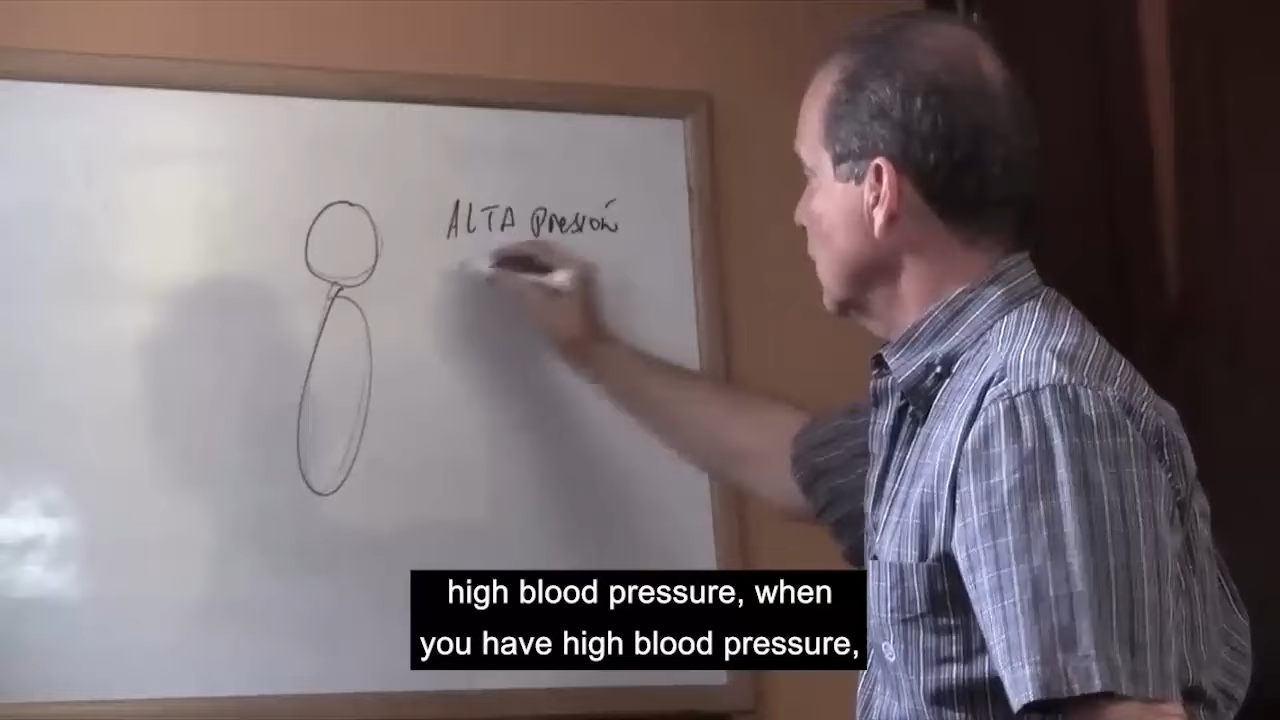 ALTA Presión
high blood pressure, when
you have high blood pressure,